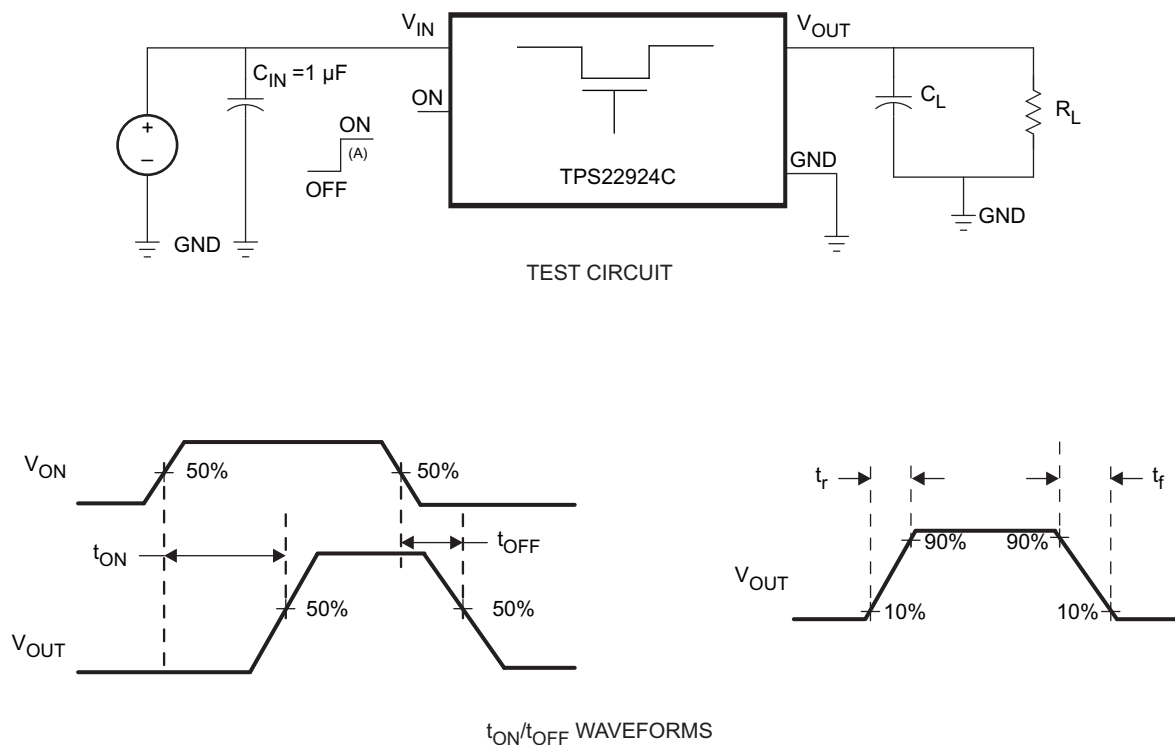 V_IN
V_OUT
C_IN =1 µF
ON
ON
(A)
OFF
+
–
GND
TPS22924C
GND
C_L
R_L
GND
TEST CIRCUIT
V_ON
50%
50%
t_ON
t_OFF
50%
50%
V_OUT
t_r
t_f
90%
90%
V_OUT
10%
10%
t_ON/t_OFF WAVEFORMS